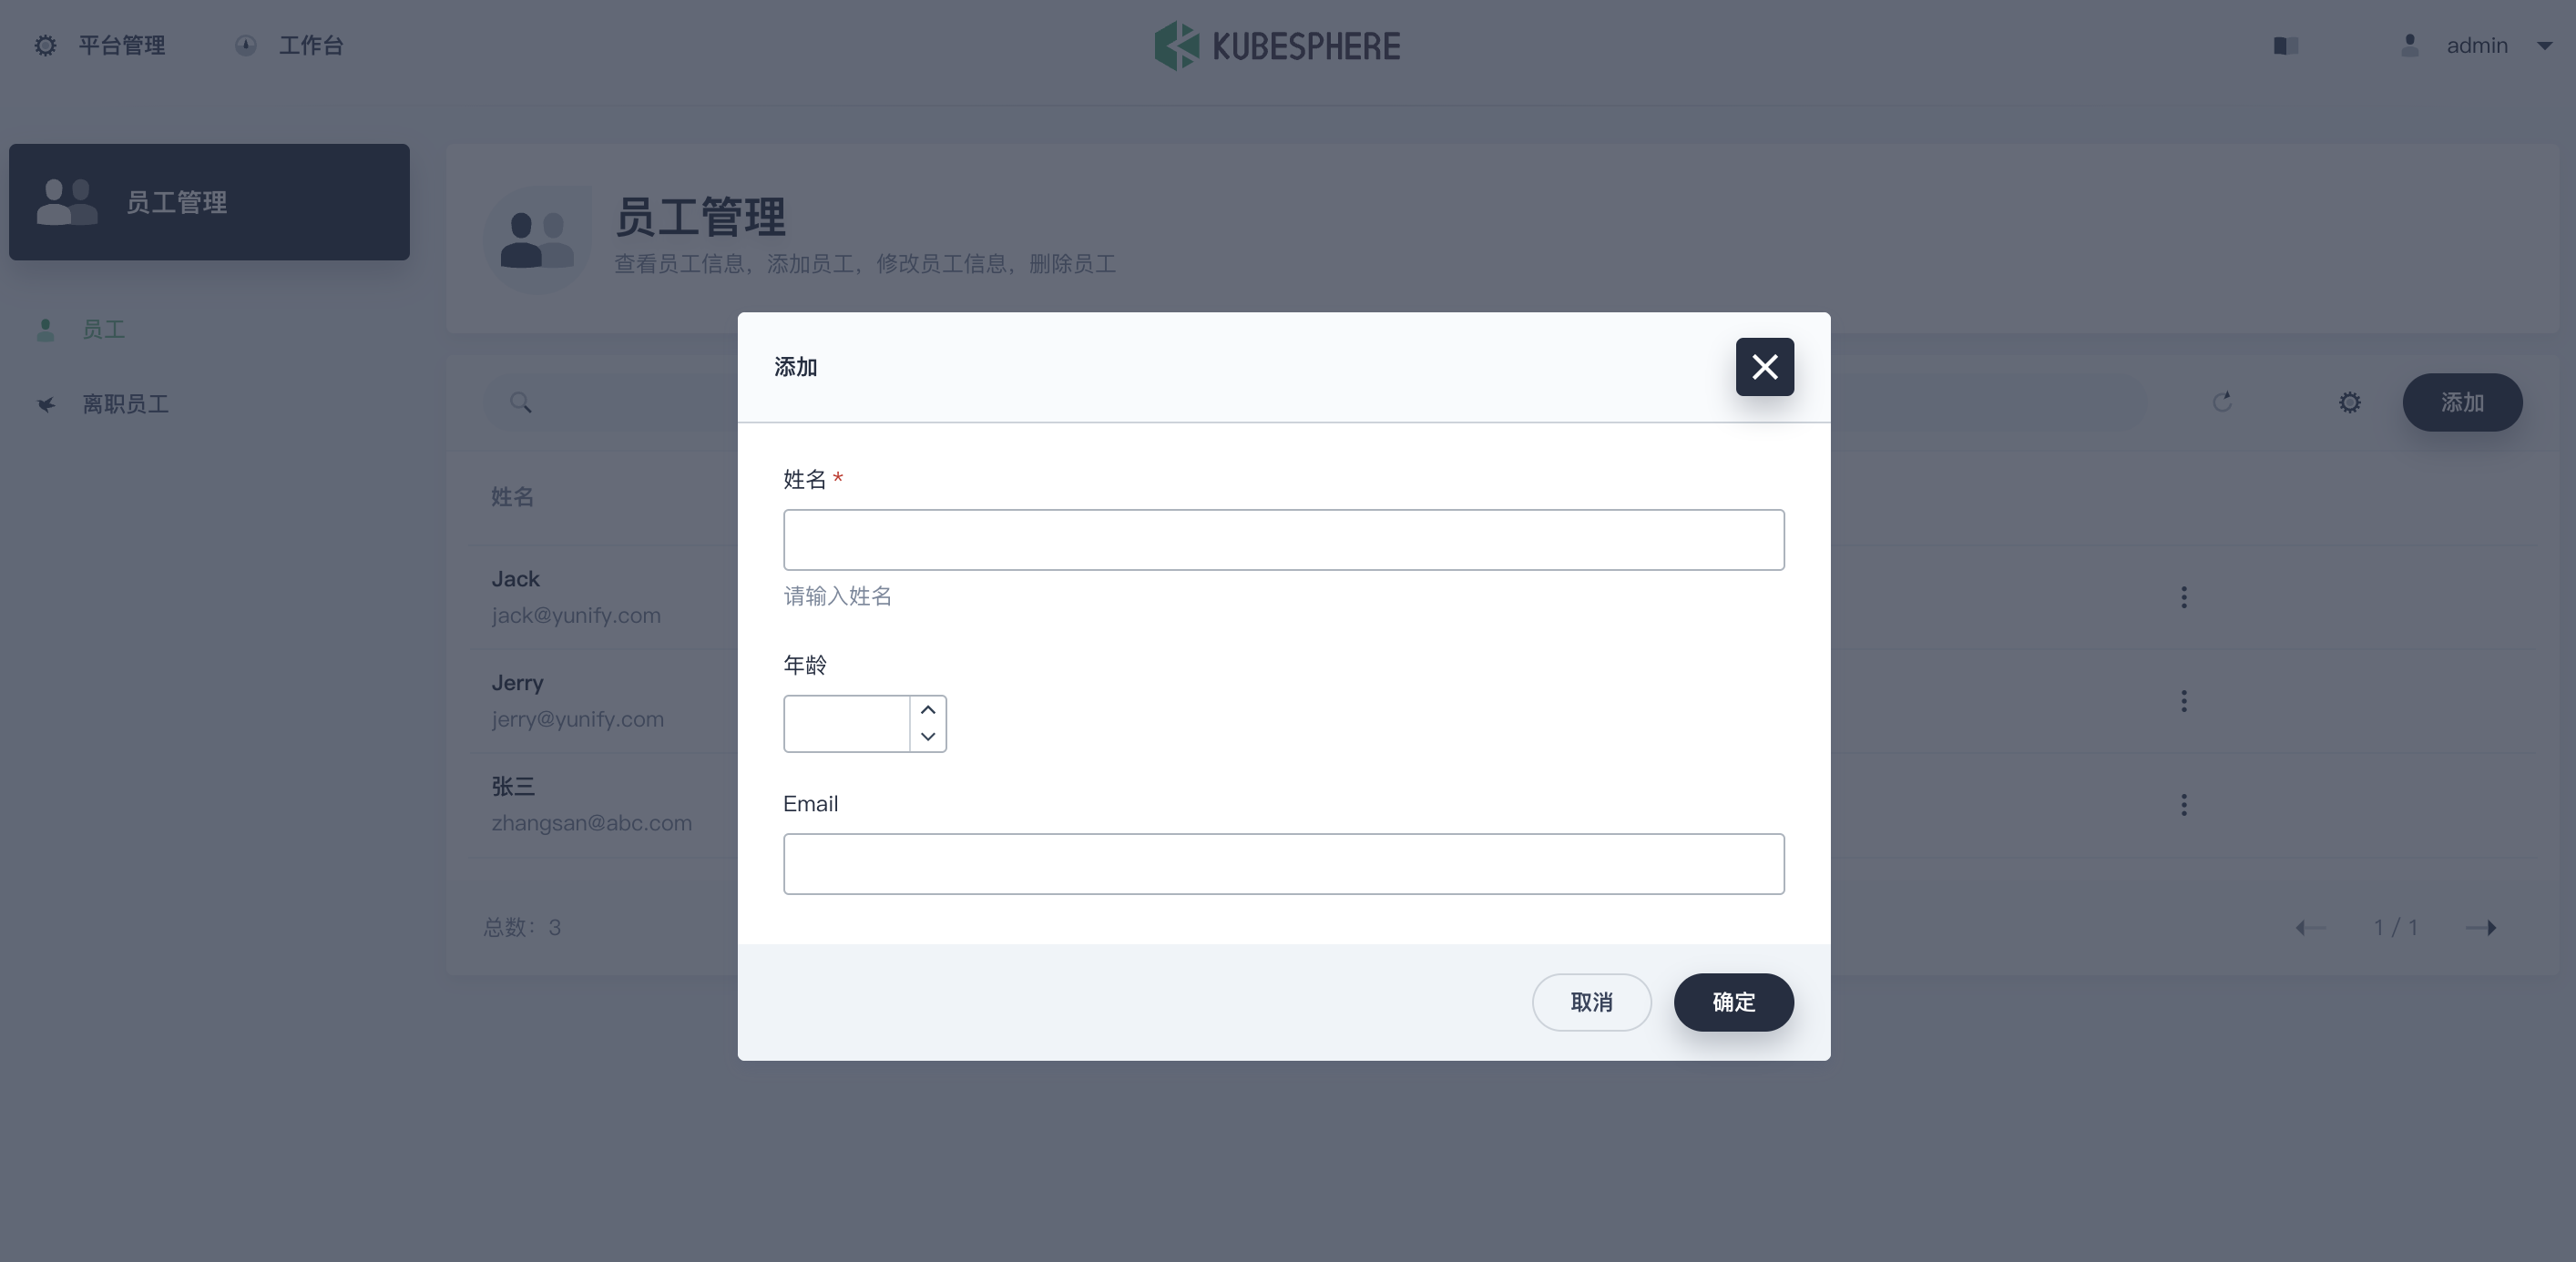 平台管理
工作台
KUBESPHERE
admin
员工管理
员工
离职员工
员工管理
查看员工信息，添加员工，修改员工信息，删除员工
添加
姓名
Jack
jack@yunify.com
Jerry
jerry@yunify.com
张三
zhangsan@abc.com
总数：3
1 / 1
添加
姓名 *
请输入姓名
年龄
Email
取消
确定